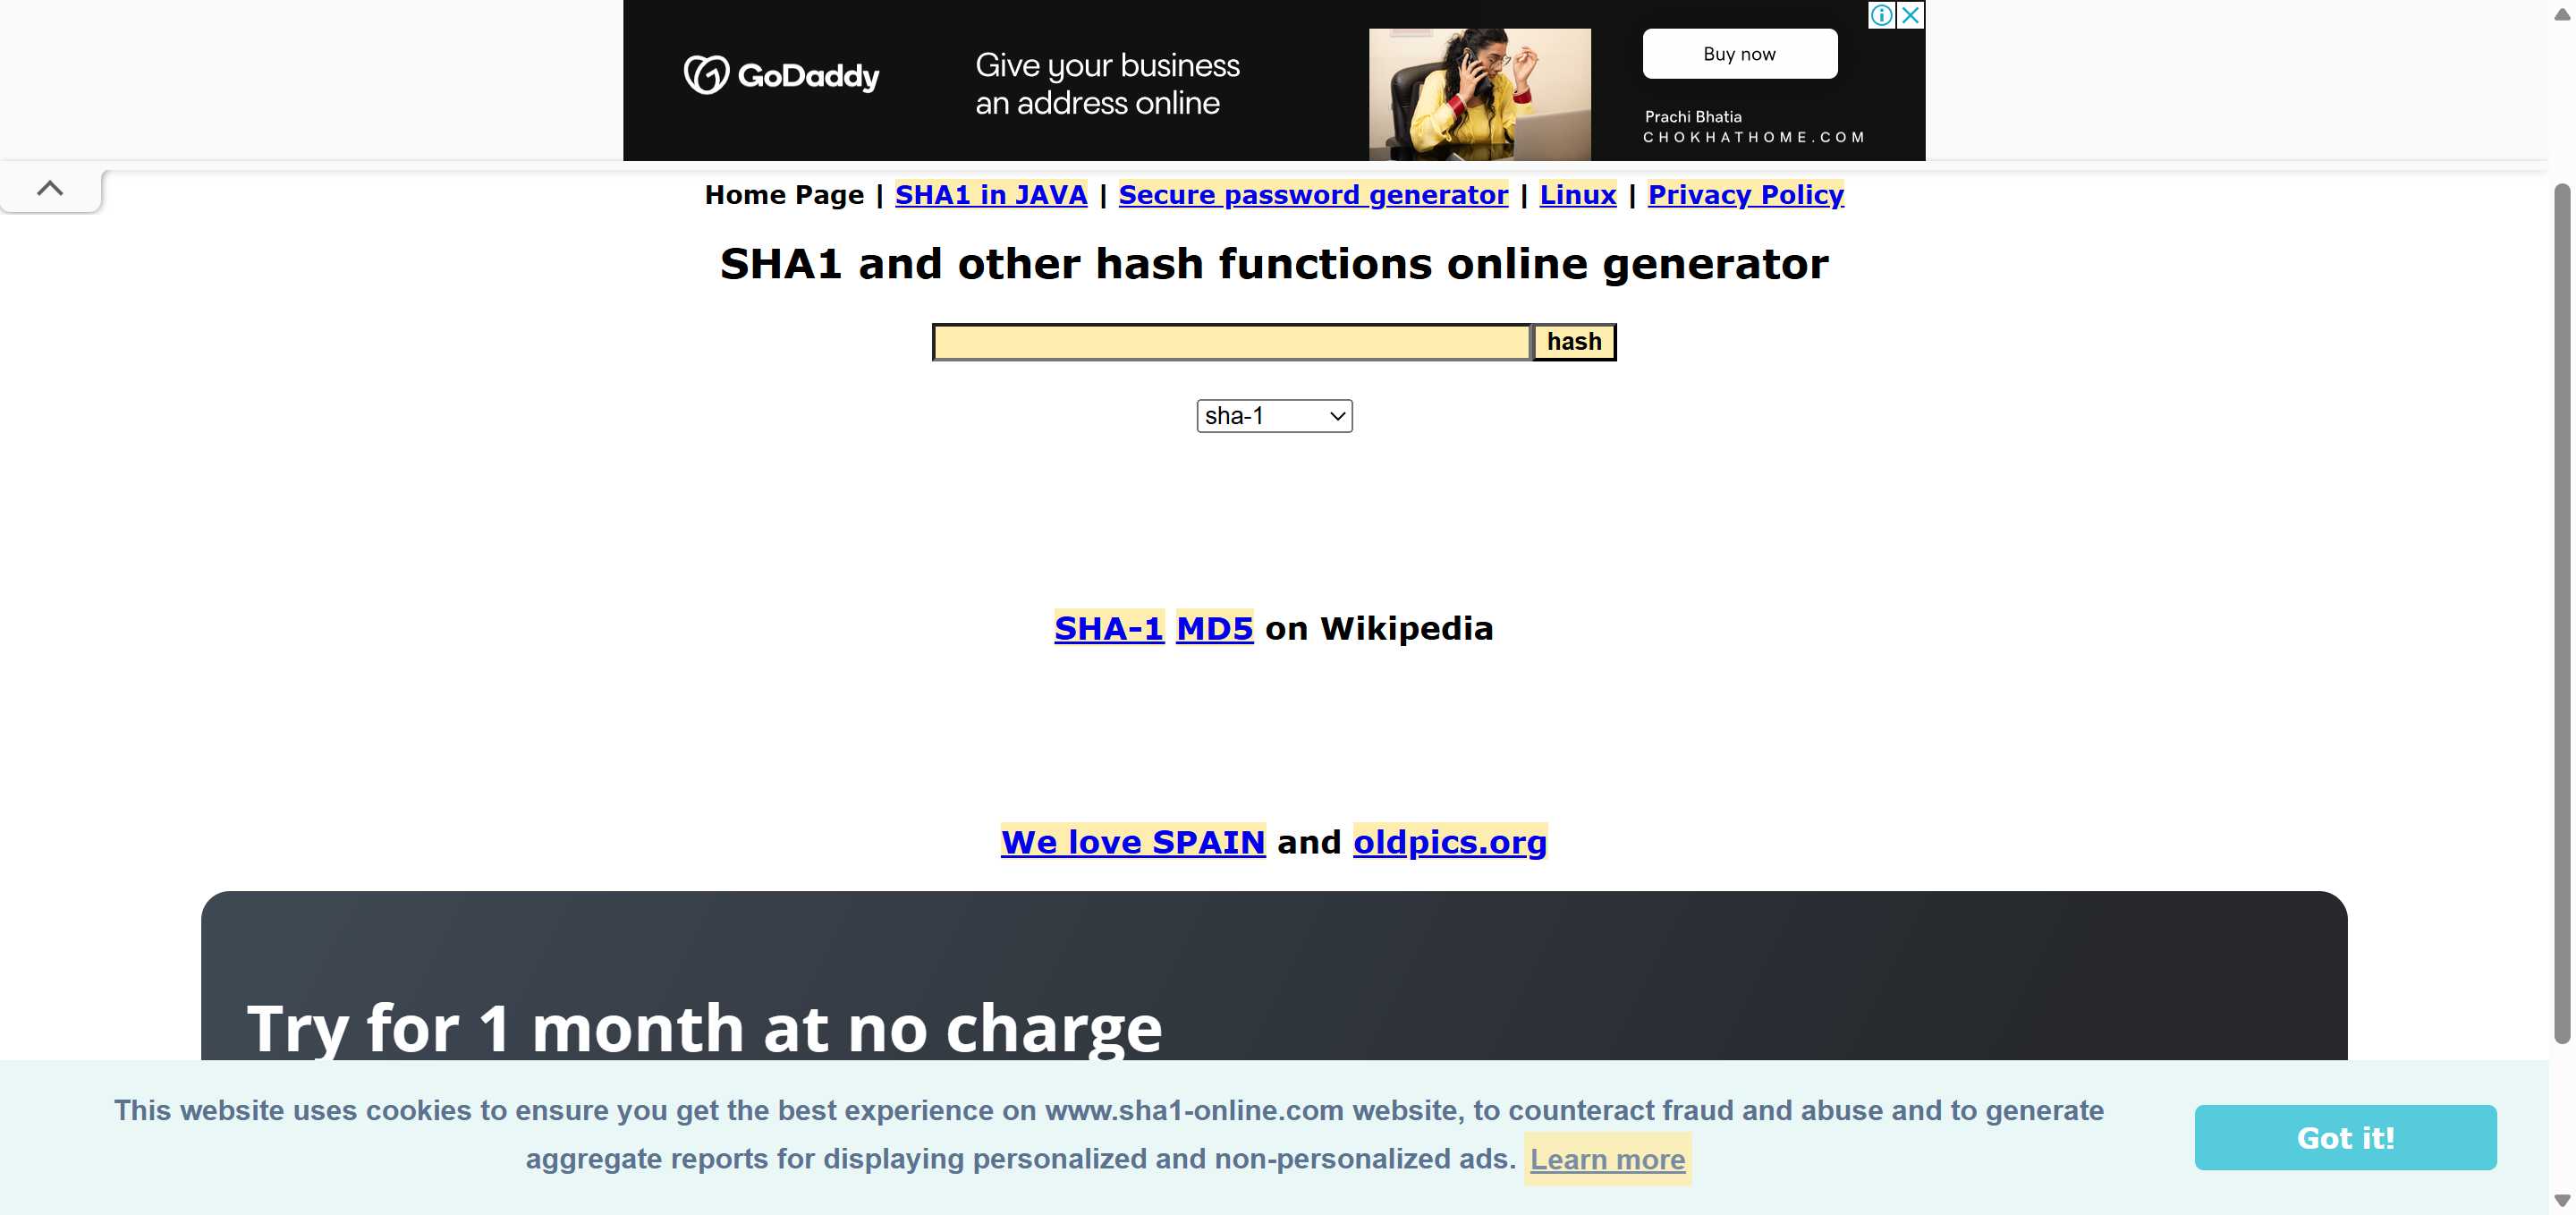 GoDaddy
Give your business
an address online
Buy now
Prachi Bhatia
CHOKHATHOME.COM
Home Page | SHA1 in JAVA | Secure password generator | Linux | Privacy Policy
SHA1 and other hash functions online generator
hash
sha-1
SHA-1 MD5 on Wikipedia
We love SPAIN and oldpics.org
Try for 1 month at no charge
This website uses cookies to ensure you get the best experience on www.sha1-online.com website, to counteract fraud and abuse and to generate
aggregate reports for displaying personalized and non-personalized ads. Learn more
Got it!